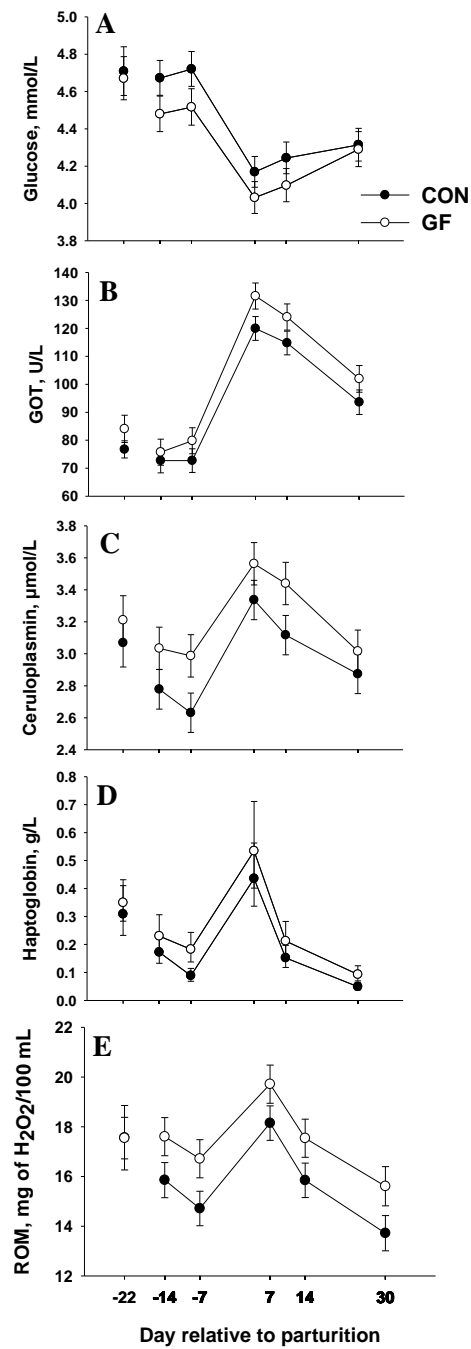 A
Glucose, mmol/L
4.8
4.6
4.4
4.2
4.0
3.8
CON
GF
B
GOT, U/L
140
130
120
110
100
90
80
70
60
C
Ceruloplasmin, µmol/L
3.8
3.6
3.4
3.2
3.0
2.8
2.6
2.4
D
Haptoglobin, g/L
0.8
0.7
0.6
0.5
0.4
0.3
0.2
0.1
0.0
E
ROM, mg of H₂O₂/100 mL
22
20
18
16
14
12
-22 -14 -7 7 14 30
Day relative to parturition